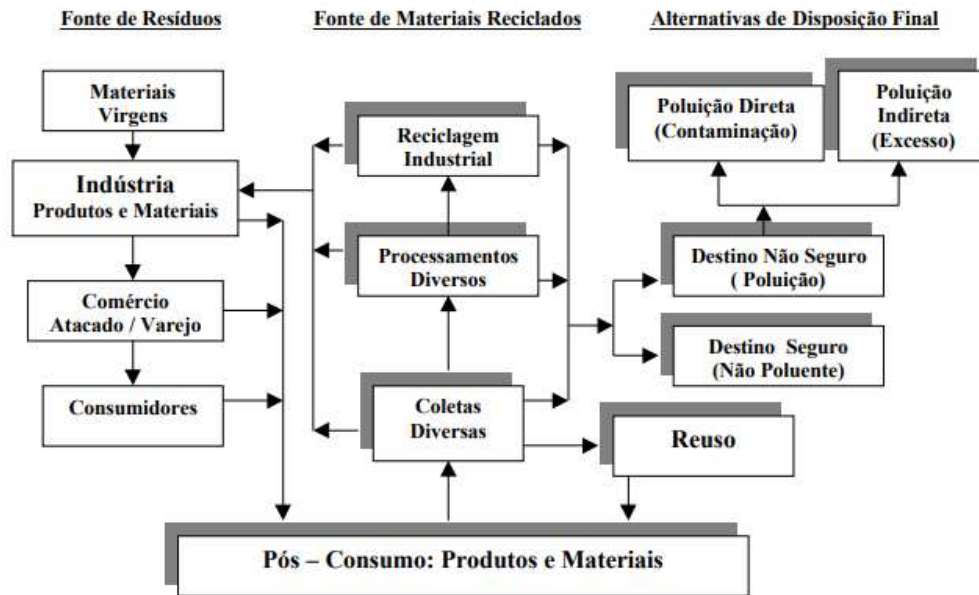 Fonte de Resíduos
Fonte de Materiais Reciclados
Alternativas de Disposição Final
Materiais
Virgens
Indústria
Produtos e Materiais
Comércio
Atacado / Varejo
Consumidores
Reciclagem
Industrial
Processamentos
Diversos
Coletas
Diversas
Poluição Direta
(Contaminação)
Poluição
Indireta
(Excesso)
Destino Não Seguro
( Poluição)
Destino Seguro
(Não Poluente)
Reuso
Pós – Consumo: Produtos e Materiais